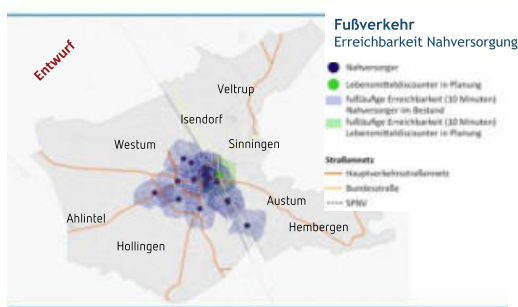 Fußverkehr
Erreichbarkeit Nahversorgung
Entwurf
Nahversorger
Lebensmitteldiscounter in Planung
fußläufige Erreichbarkeit (10 Minuten)
Nahversorger im Bestand
fußläufige Erreichbarkeit (10 Minuten)
Lebensmitteldiscounter in Planung
Straßennetz
Hauptverkehrsstraßennetz
Bundesstraße
SPNV
Veltrup
Isendorf
Westum
Sinningen
Austum
Ahlintel
Hembergen
Hollingen